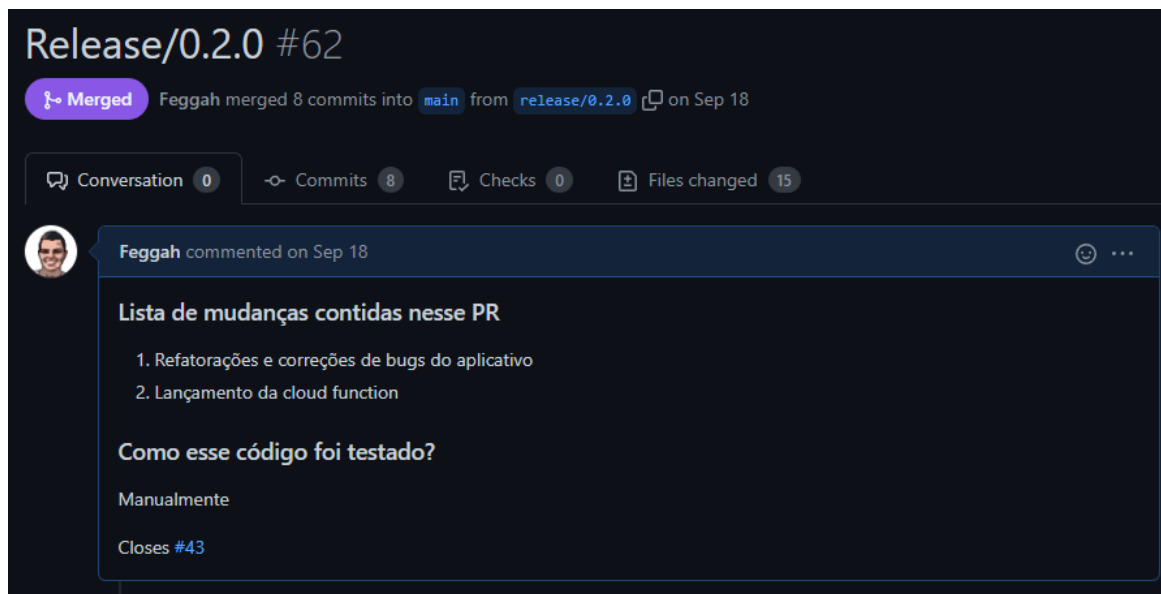 Release/0.2.0 #62
Merged Feggah merged 8 commits into main from release/0.2.0 on Sep 18
Conversation 0 Commits 8 Checks 0 Files changed 15
Feggah commented on Sep 18
Lista de mudanças contidas nesse PR
1. Refatorações e correções de bugs do aplicativo
2. Lançamento da cloud function
Como esse código foi testado?
Manualmente
Closes #43